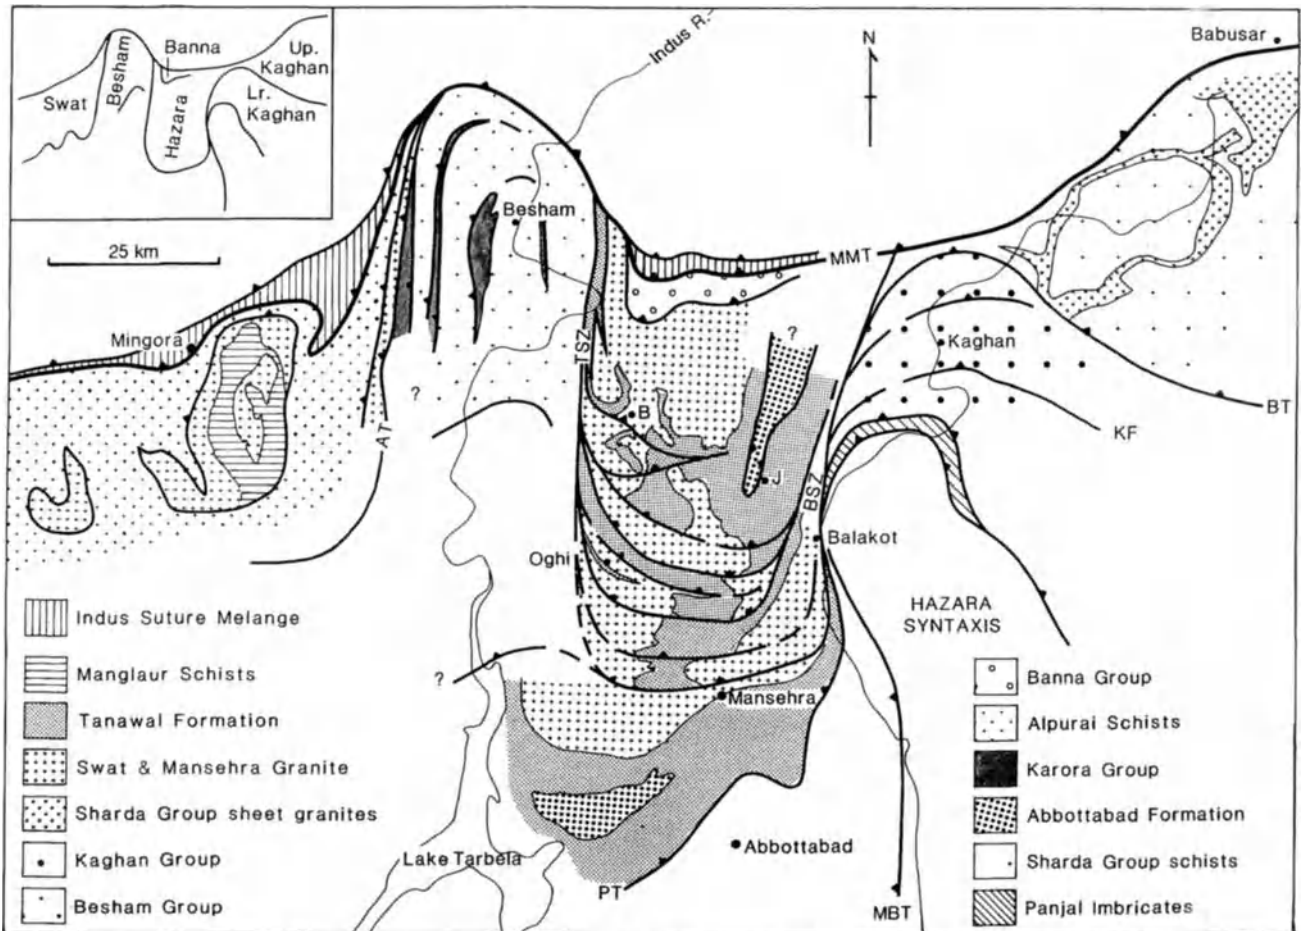 Banna
Up.
Kaghan
Besham
Swat
Hazara
Lr.
Kaghan
Indus R.
N
Babusar
25 km
Besham
MMT
Mingora
?
Kaghan
TSZ
?
B
AT
BT
KF
J
BSZ
Oghi
Balakot
HAZARA
SYNTAXIS
?
Mansehra
Lake Tarbela
Abbottabad
PT
MBT
Indus Suture Melange
Manglaur Schists
Tanawal Formation
Swat & Mansehra Granite
Sharda Group sheet granites
Kaghan Group
Besham Group
Banna Group
Alpurai Schists
Karora Group
Abbottabad Formation
Sharda Group schists
Panjal Imbricates